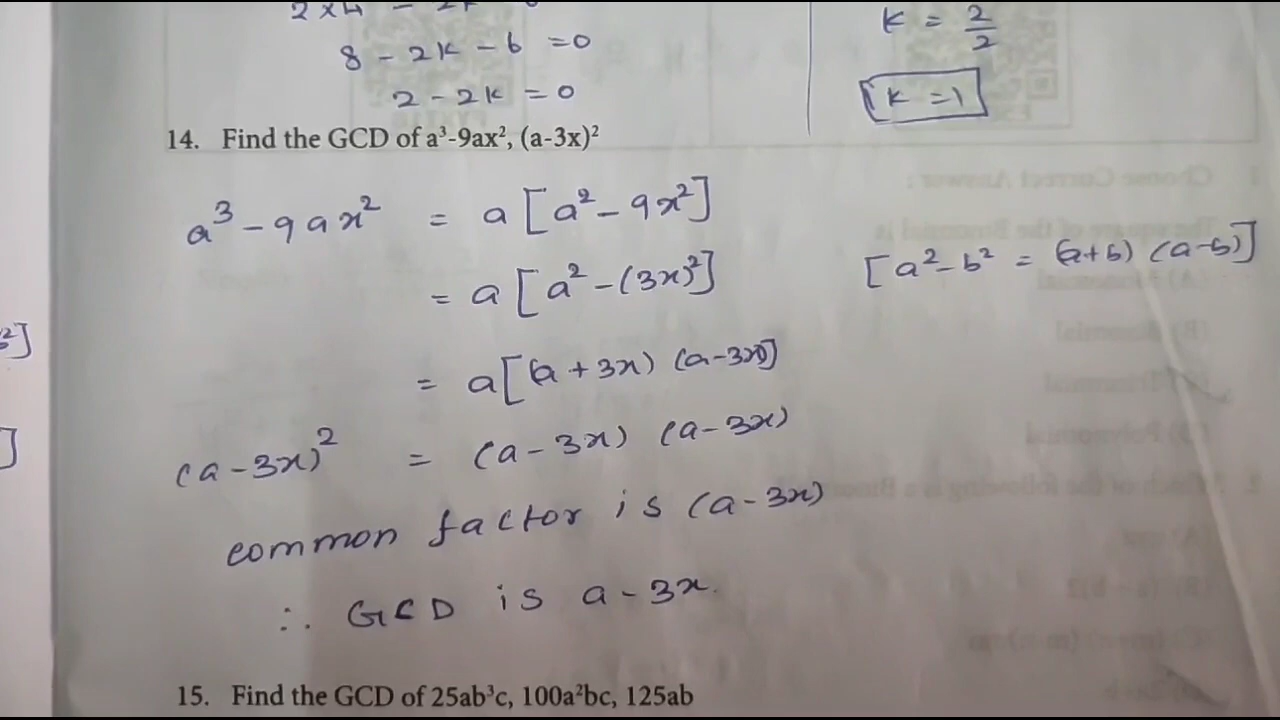 8 - 2k - 6 = 0
2 - 2k = 0
k = 2/2
k = 1
14. Find the GCD of a³-9ax², (a-3x)²
a³ - 9ax² = a[a² - 9x²]
= a[a² - (3x)²] [a² - b² = (a+b) (a-b)]
= a[(a + 3x) (a - 3x)]
(a - 3x)² = (a - 3x) (a - 3x)
common factor is (a - 3x)
∴ GCD is a - 3x.
15. Find the GCD of 25ab³c, 100a²bc, 125ab